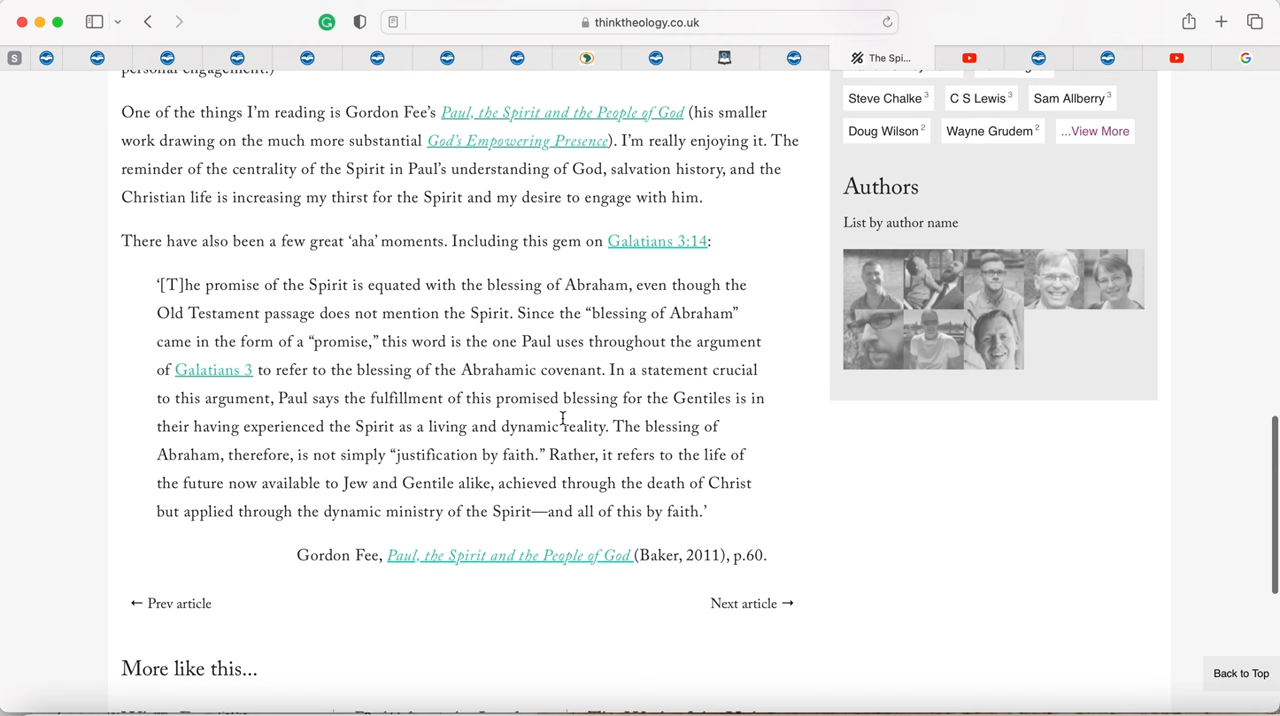 thinktheology.co.uk
S
The Spi...
G
personal engagement.)
One of the things I'm reading is Gordon Fee's Paul, the Spirit and the People of God (his smaller
work drawing on the much more substantial God's Empowering Presence). I'm really enjoying it. The
reminder of the centrality of the Spirit in Paul's understanding of God, salvation history, and the
Christian life is increasing my thirst for the Spirit and my desire to engage with him.
There have also been a few great ‘aha’ moments. Including this gem on Galatians 3:14:
‘[T]he promise of the Spirit is equated with the blessing of Abraham, even though the
Old Testament passage does not mention the Spirit. Since the “blessing of Abraham”
came in the form of a “promise,” this word is the one Paul uses throughout the argument
of Galatians 3 to refer to the blessing of the Abrahamic covenant. In a statement crucial
to this argument, Paul says the fulfillment of this promised blessing for the Gentiles is in
their having experienced the Spirit as a living and dynamic reality. The blessing of
Abraham, therefore, is not simply “justification by faith.” Rather, it refers to the life of
the future now available to Jew and Gentile alike, achieved through the death of Christ
but applied through the dynamic ministry of the Spirit—and all of this by faith.’
Gordon Fee, Paul, the Spirit and the People of God (Baker, 2011), p.60.
← Prev article
Next article →
More like this...
Steve Chalke 3
C S Lewis 3
Sam Allberry 3
Doug Wilson 2
Wayne Grudem 2
...View More
Authors
List by author name
Back to Top